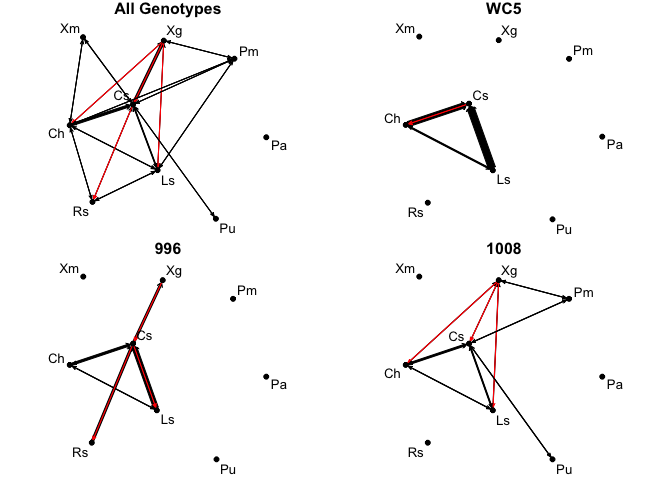 All Genotypes
Xm
Xg
Pm
Cs
Ch
Pa
Ls
Rs
Pu
WC5
Xm
Xg
Pm
Cs
Ch
Pa
Ls
Rs
Pu
996
Xm
Xg
Pm
Cs
Ch
Pa
Ls
Rs
Pu
1008
Xm
Xg
Pm
Cs
Ch
Pa
Ls
Rs
Pu